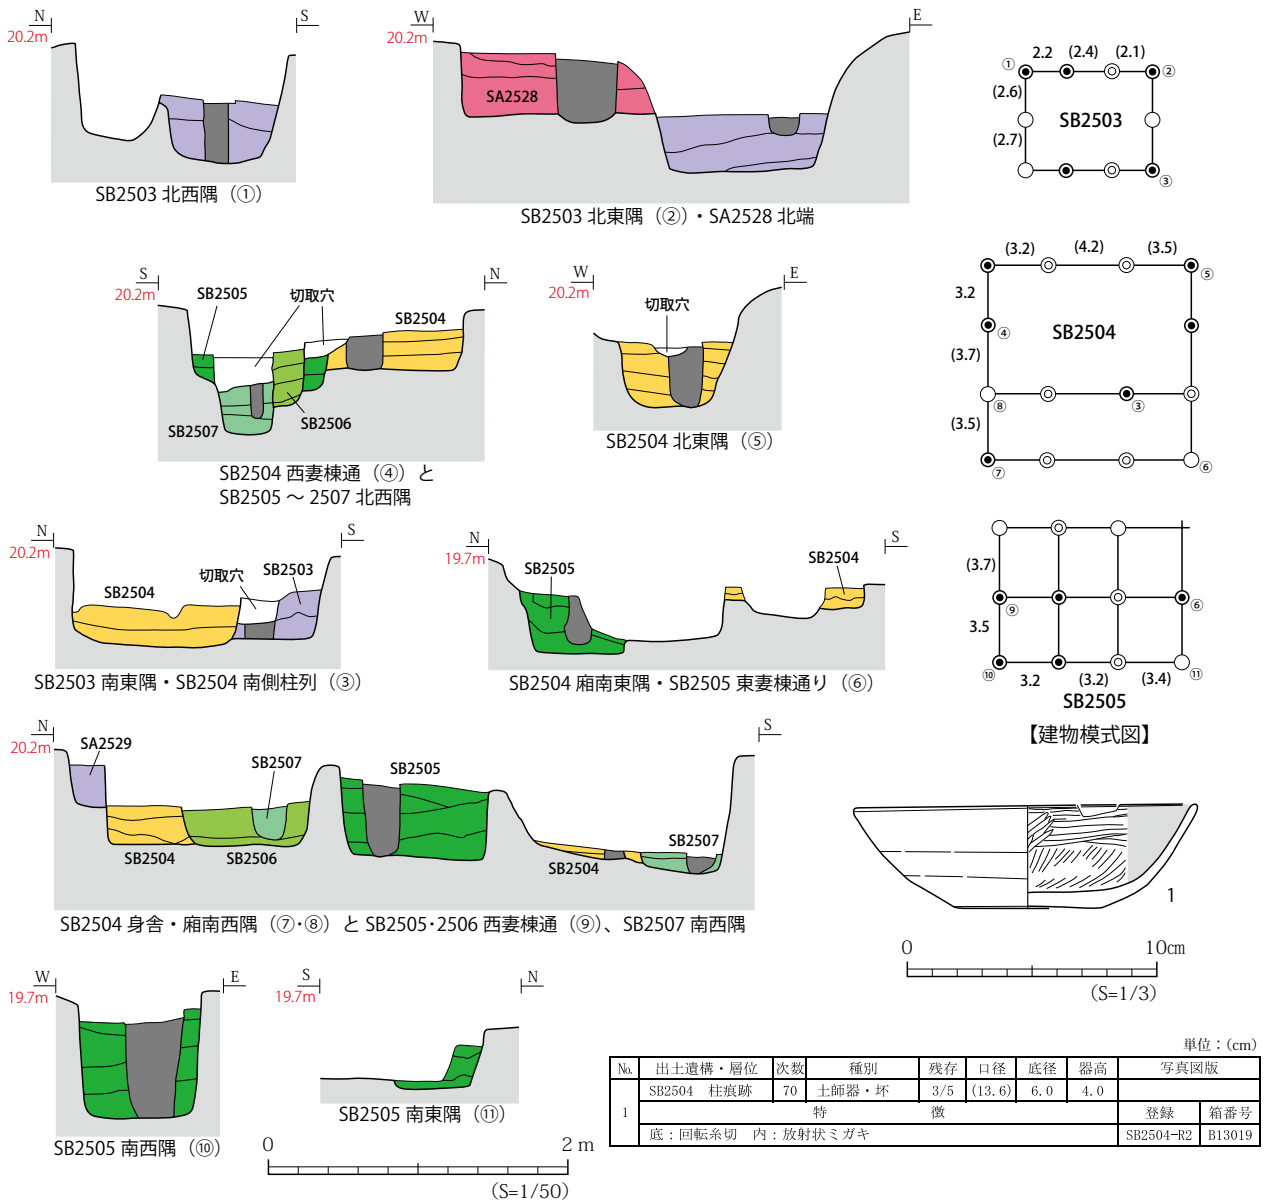 N
S
20.2m
SB2503 北西隅（①）
W
E
20.2m
SA2528
SB2503 北東隅（②）・SA2528 北端
2.2 (2.4) (2.1)
① ②
(2.6)
SB2503
(2.7)
③
S
N
20.2m
SB2505
切取穴
SB2504
SB2507
SB2506
SB2504 西妻棟通（④）と
SB2505 ～ 2507 北西隅
W
E
20.2m
切取穴
SB2504 北東隅（⑤）
(3.2) (4.2) (3.5)
⑤
3.2
④
SB2504
(3.7)
⑧ ③
(3.5)
⑦ ⑥
N
S
20.2m
SB2504
切取穴
SB2503
SB2503 南東隅・SB2504 南側柱列（③）
N
S
19.7m
SB2505
SB2504
SB2504 廂南東隅・SB2505 東妻棟通り（⑥）
(3.7)
⑨ ⑥
3.5
⑩ 3.2 (3.2) (3.4) ⑪
SB2505
【建物模式図】
N
S
20.2m
SA2529
SB2507
SB2505
SB2504
SB2506
SB2504
SB2507
SB2504 身舎・廂南西隅（⑦・⑧）と SB2505・2506 西妻棟通（⑨）、SB2507 南西隅
1
0 10㎝
(S=1/3)
W
E
19.7m
SB2505 南西隅（⑩）
S
N
19.7m
SB2505 南東隅（⑪）
0 2 m
(S=1/50)
単位：(cm)
№ 出土遺構・層位 次数 種別 残存 口径 底径 器高 写真図版
1 SB2504 柱痕跡 70 土師器・坏 3/5 (13.6) 6.0 4.0
特 徴 登録 箱番号
底：回転糸切 内：放射状ミガキ SB2504-R2 B13019